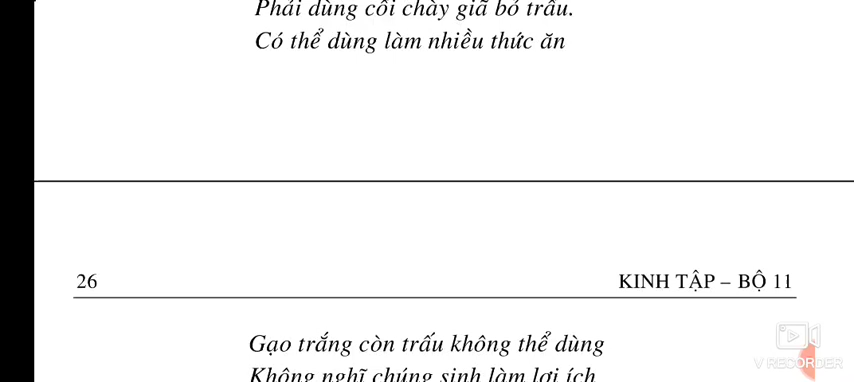 Phải dùng cối chày giã bỏ trấu.
Có thể dùng làm nhiều thức ăn
26 KINH TẬP – BỘ 11
Gạo trắng còn trấu không thể dùng
Không nghĩ chúng sinh làm lợi ích
V RECORDER